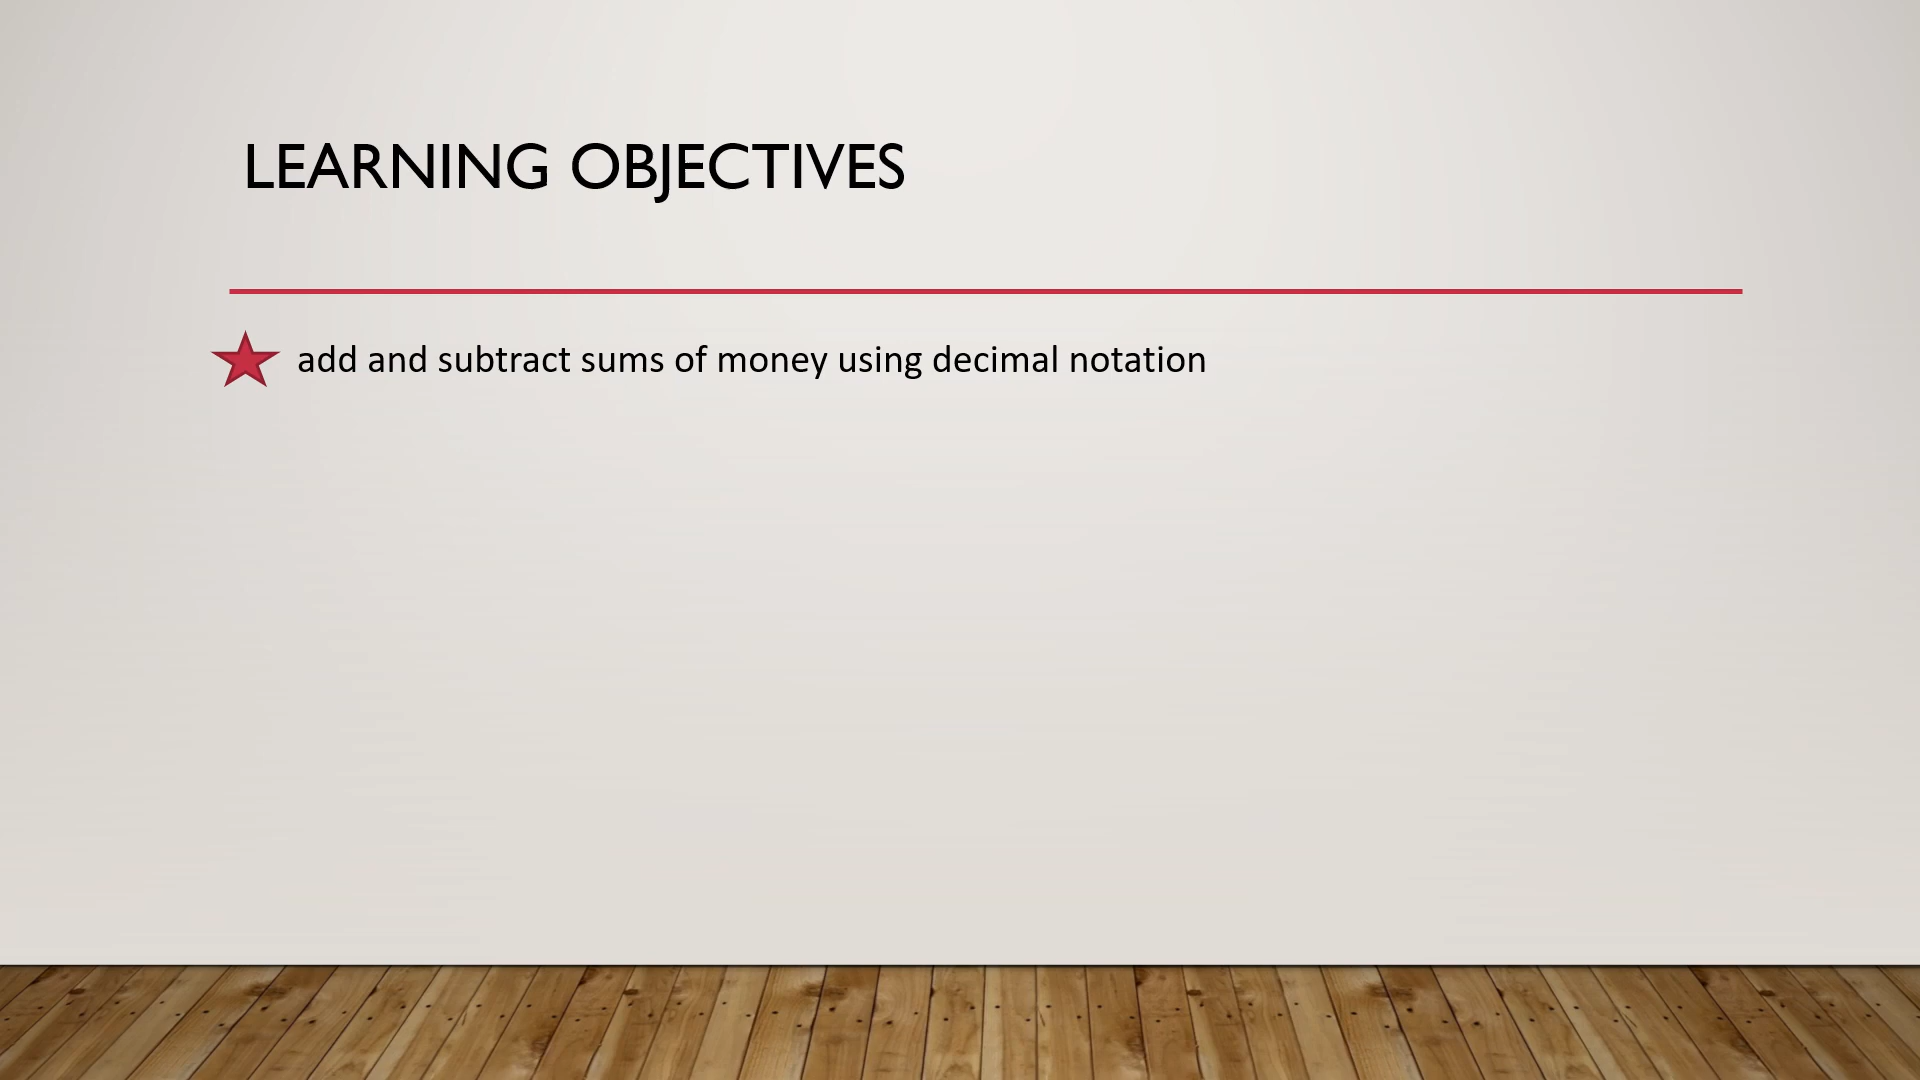 LEARNING OBJECTIVES
add and subtract sums of money using decimal notation